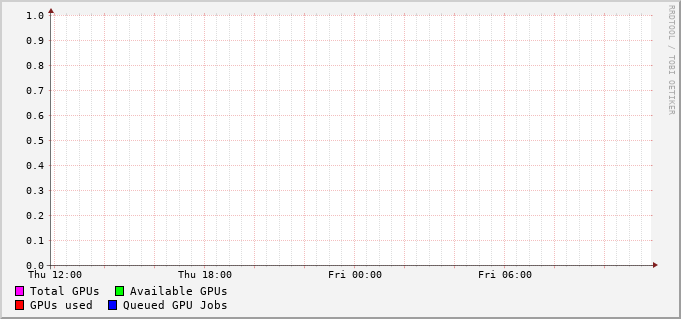 1.0
0.9
0.8
0.7
0.6
0.5
0.4
0.3
0.2
0.1
0.0
Thu 12:00 Thu 18:00 Fri 00:00 Fri 06:00
Total GPUs Available GPUs
GPUs used Queued GPU Jobs
RRDTOOL / TOBI OETIKER